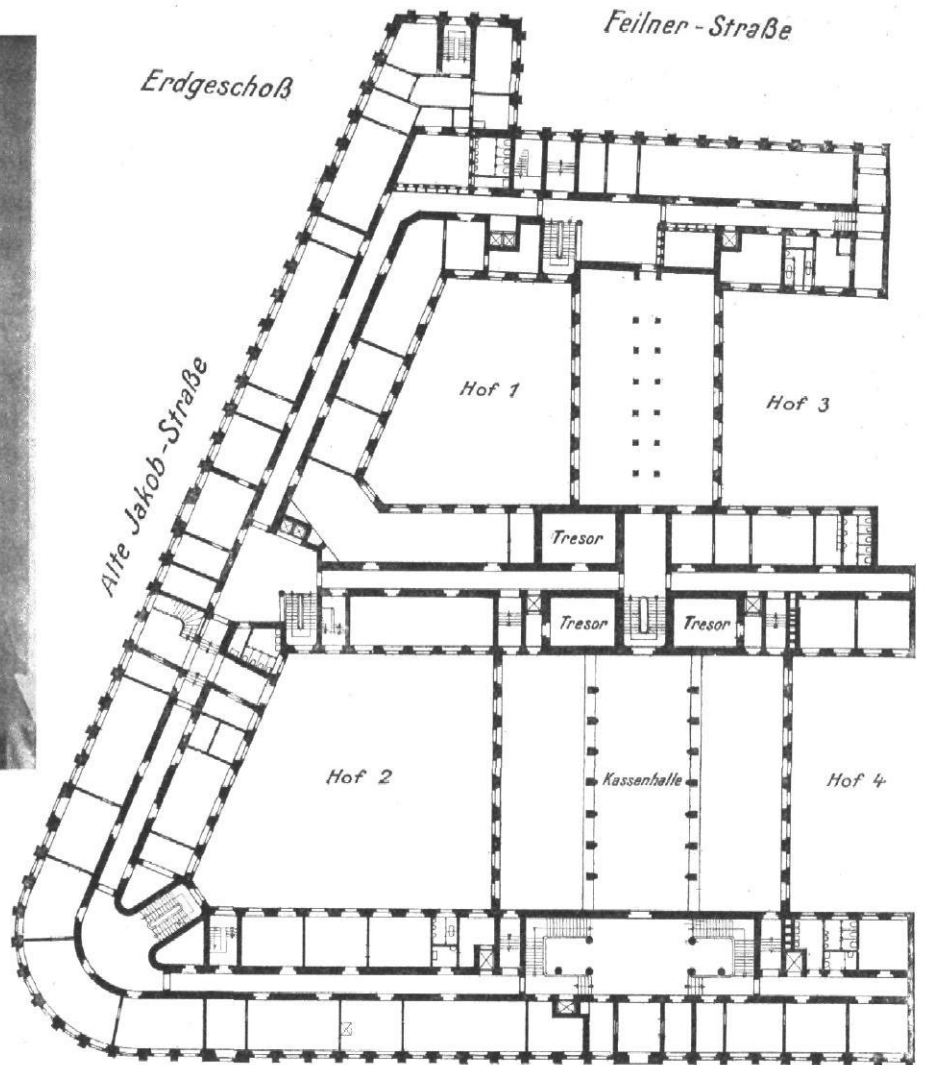 Feilner-Straße
Erdgeschoß
Alte Jakob-Straße
Hof 1
Hof 3
Tresor
Tresor
Tresor
Hof 2
Kassenhalle
Hof 4